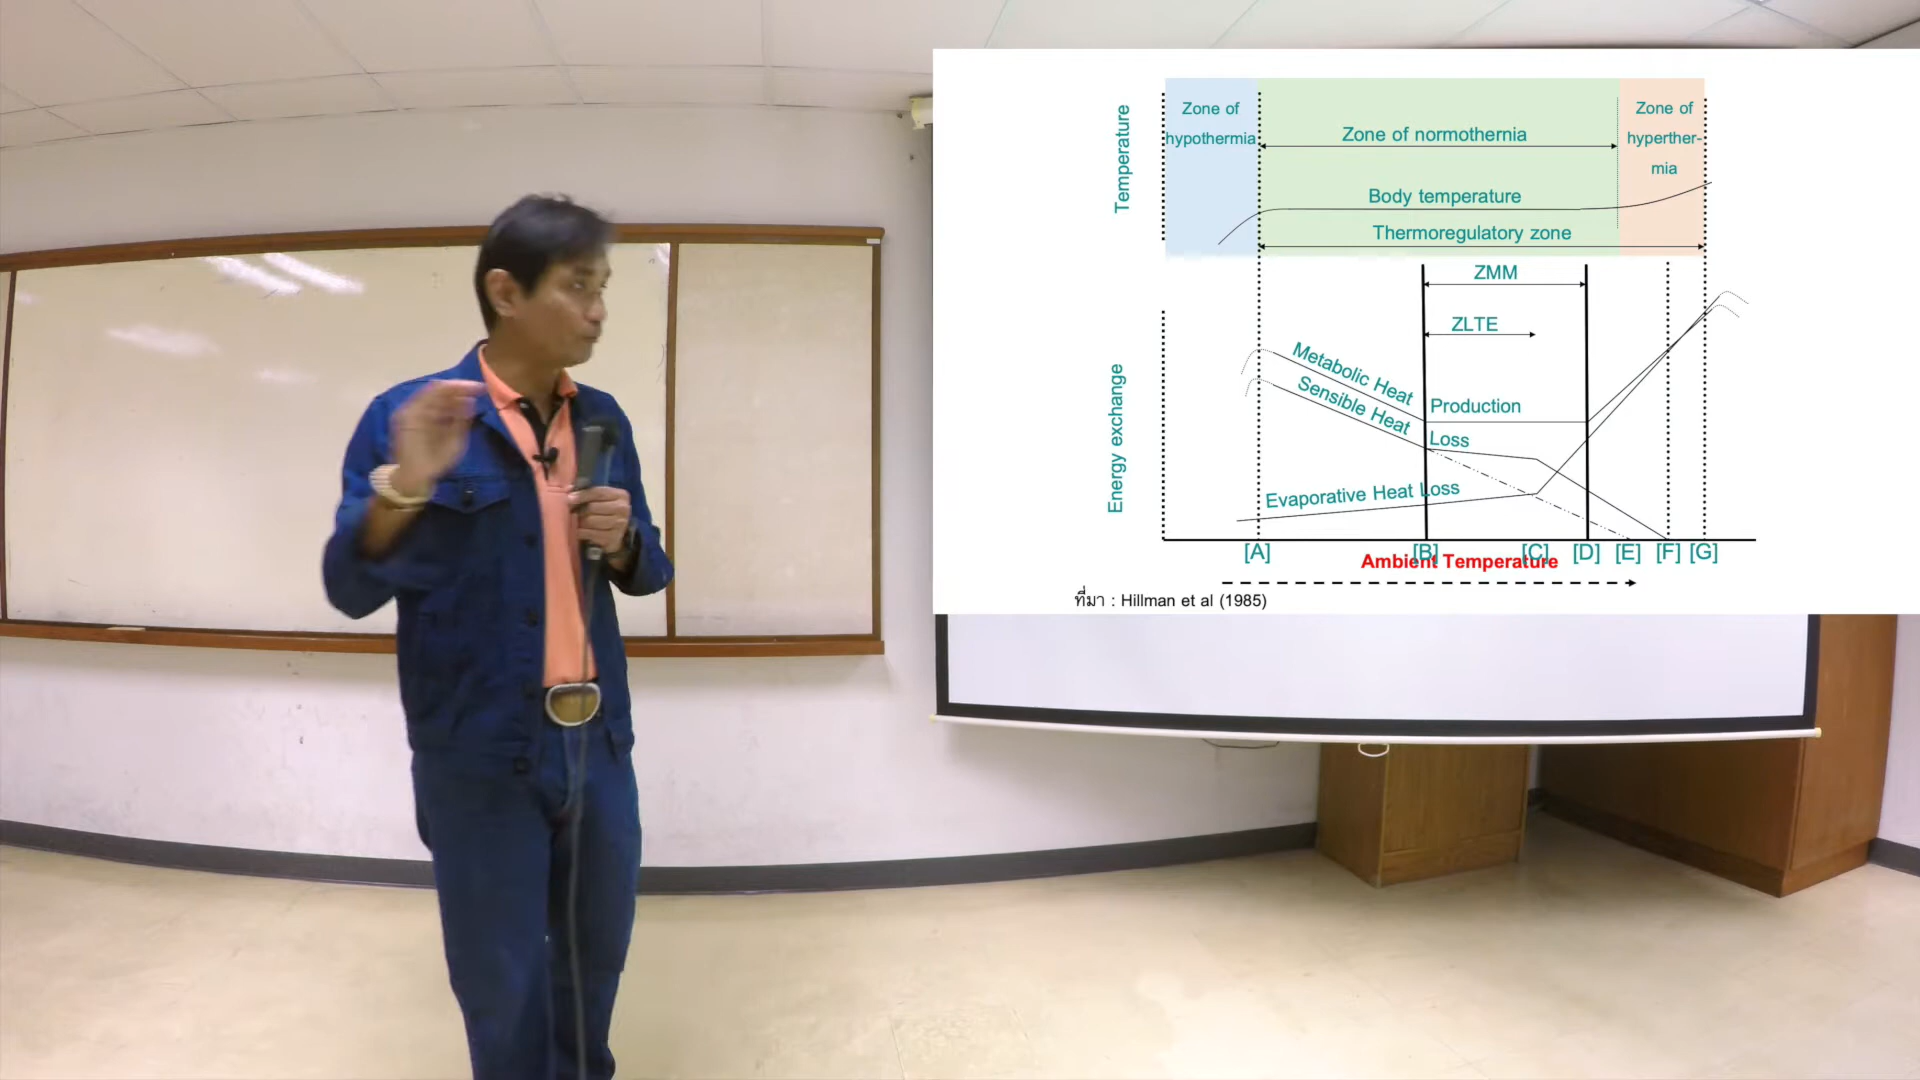 Temperature
Zone of
hypothermia
Zone of normothernia
Zone of
hyperther-
mia
Body temperature
Thermoregulatory zone
Energy exchange
ZMM
ZLTE
Metabolic Heat
Production
Sensible Heat
Loss
Evaporative Heat Loss
[A] [B] [C] [D] [E] [F] [G]
Ambient Temperature
ที่มา : Hillman et al (1985)